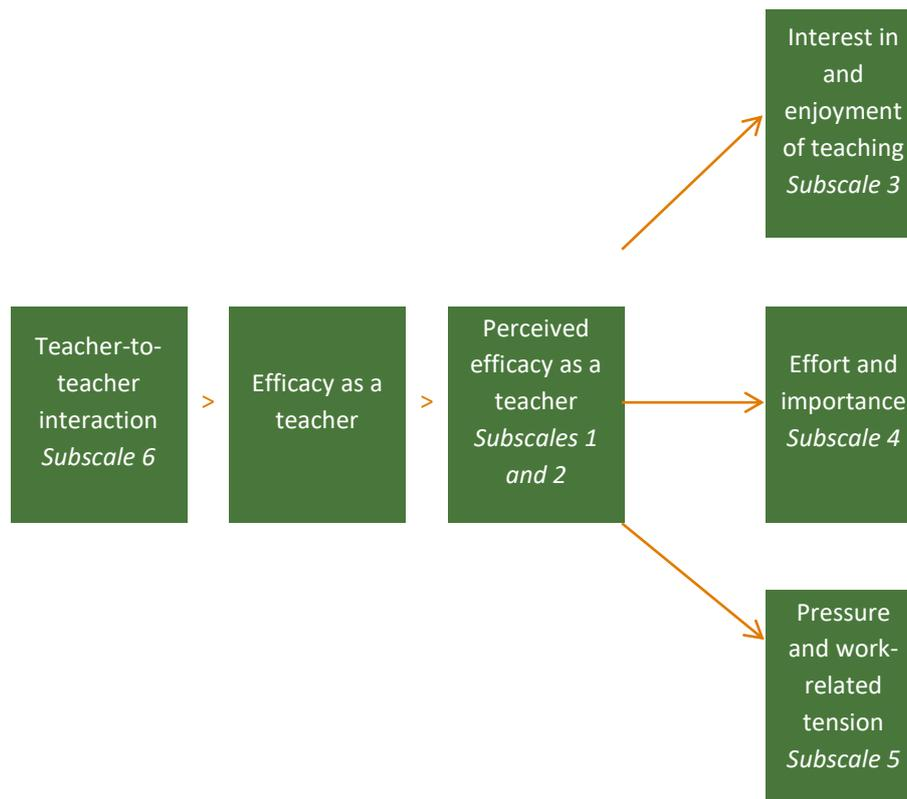 Interest in
and
enjoyment
of teaching
Subscale 3
Teacher-to-
teacher
interaction
Subscale 6
>
Efficacy as a
teacher
>
Perceived
efficacy as a
teacher
Subscales 1
and 2
Effort and
importance
Subscale 4
Pressure
and work-
related
tension
Subscale 5